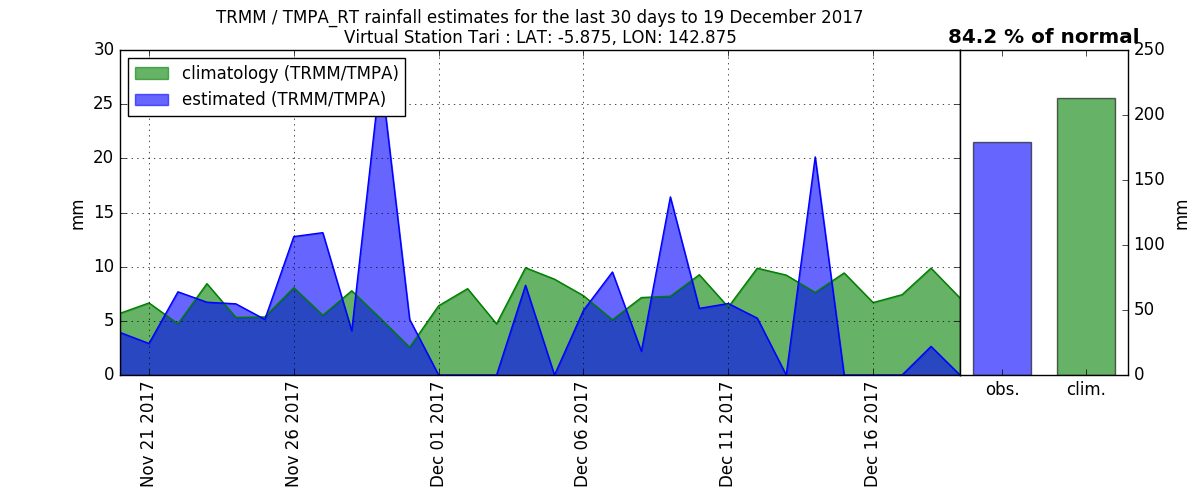 TRMM / TMPA_RT rainfall estimates for the last 30 days to 19 December 2017
Virtual Station Tari : LAT: -5.875, LON: 142.875
84.2 % of normal
climatology (TRMM/TMPA)
estimated (TRMM/TMPA)
30
25
20
15
10
5
0
mm
Nov 21 2017
Nov 26 2017
Dec 01 2017
Dec 06 2017
Dec 11 2017
Dec 16 2017
obs.
clim.
250
200
150
100
50
0
mm